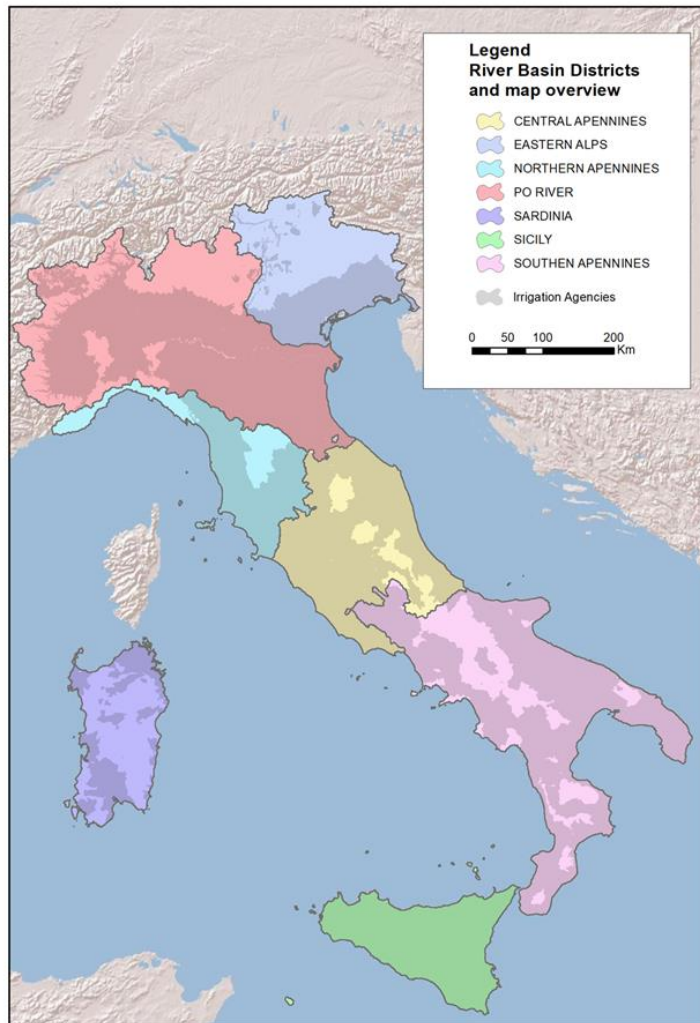 Legend
River Basin Districts
and map overview
CENTRAL APENNINES
EASTERN ALPS
NORTHERN APENNINES
PO RIVER
SARDINIA
SICILY
SOUTHEN APENNINES
Irrigation Agencies
0 50 100 200
Km